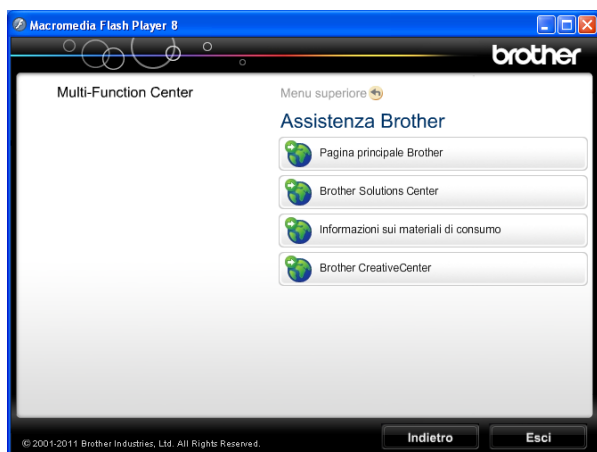 Macromedia Flash Player 8
brother
Multi-Function Center
Menu superiore
Assistenza Brother
Pagina principale Brother
Brother Solutions Center
Informazioni sui materiali di consumo
Brother CreativeCenter
© 2001-2011 Brother Industries, Ltd. All Rights Reserved.
Indietro
Esci